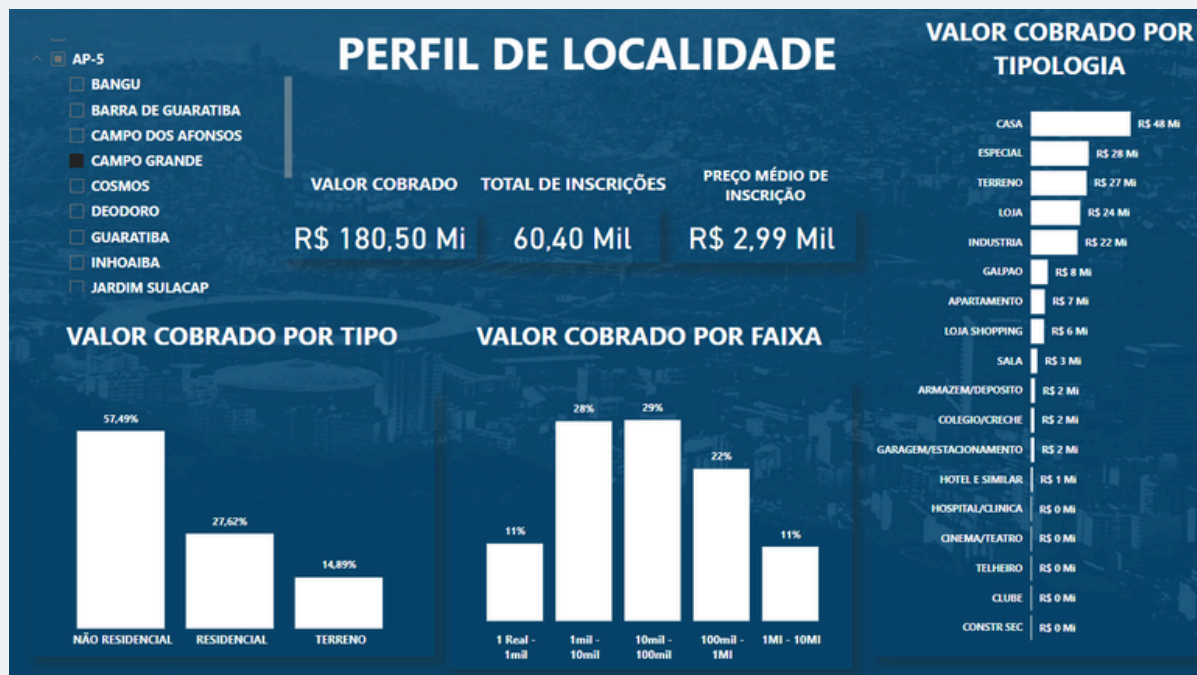 AP-5
BANGU
BARRA DE GUARATIBA
CAMPO DOS AFONSOS
CAMPO GRANDE
COSMOS
DEODORO
GUARATIBA
INHOAIBA
JARDIM SULACAP
PERFIL DE LOCALIDADE
VALOR COBRADO
R$ 180,50 Mi
TOTAL DE INSCRIÇÕES
60,40 Mil
PREÇO MÉDIO DE
INSCRIÇÃO
R$ 2,99 Mil
VALOR COBRADO POR TIPO
57,49%
27,62%
14,89%
NÃO RESIDENCIAL
RESIDENCIAL
TERRENO
VALOR COBRADO POR FAIXA
11%
28%
29%
22%
11%
1 Real -
1mil
1mil -
10mil
10mil -
100mil
100mil -
1MI
1MI - 10MI
VALOR COBRADO POR
TIPOLOGIA
CASA R$ 48 Mi
ESPECIAL R$ 28 Mi
TERRENO R$ 27 Mi
LOJA R$ 24 Mi
INDUSTRIA R$ 22 Mi
GALPAO R$ 8 Mi
APARTAMENTO R$ 7 Mi
LOJA SHOPPING R$ 6 Mi
SALA R$ 3 Mi
ARMAZEM/DEPOSITO R$ 2 Mi
COLEGIO/CRECHE R$ 2 Mi
GARAGEM/ESTACIONAMENTO R$ 2 Mi
HOTEL E SIMILAR R$ 1 Mi
HOSPITAL/CLINICA R$ 0 Mi
CINEMA/TEATRO R$ 0 Mi
TELHEIRO R$ 0 Mi
CLUBE R$ 0 Mi
CONSTR SEC R$ 0 Mi